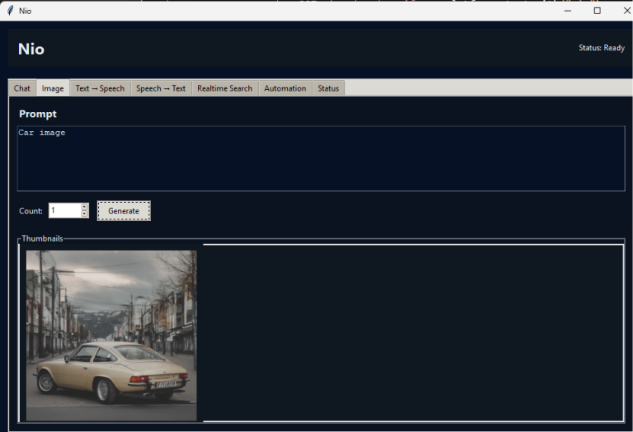 Nio
Nio
Status: Ready
Chat Image Text → Speech Speech → Text Realtime Search Automation Status
Prompt
Car image
Count: 1 Generate
Thumbnails